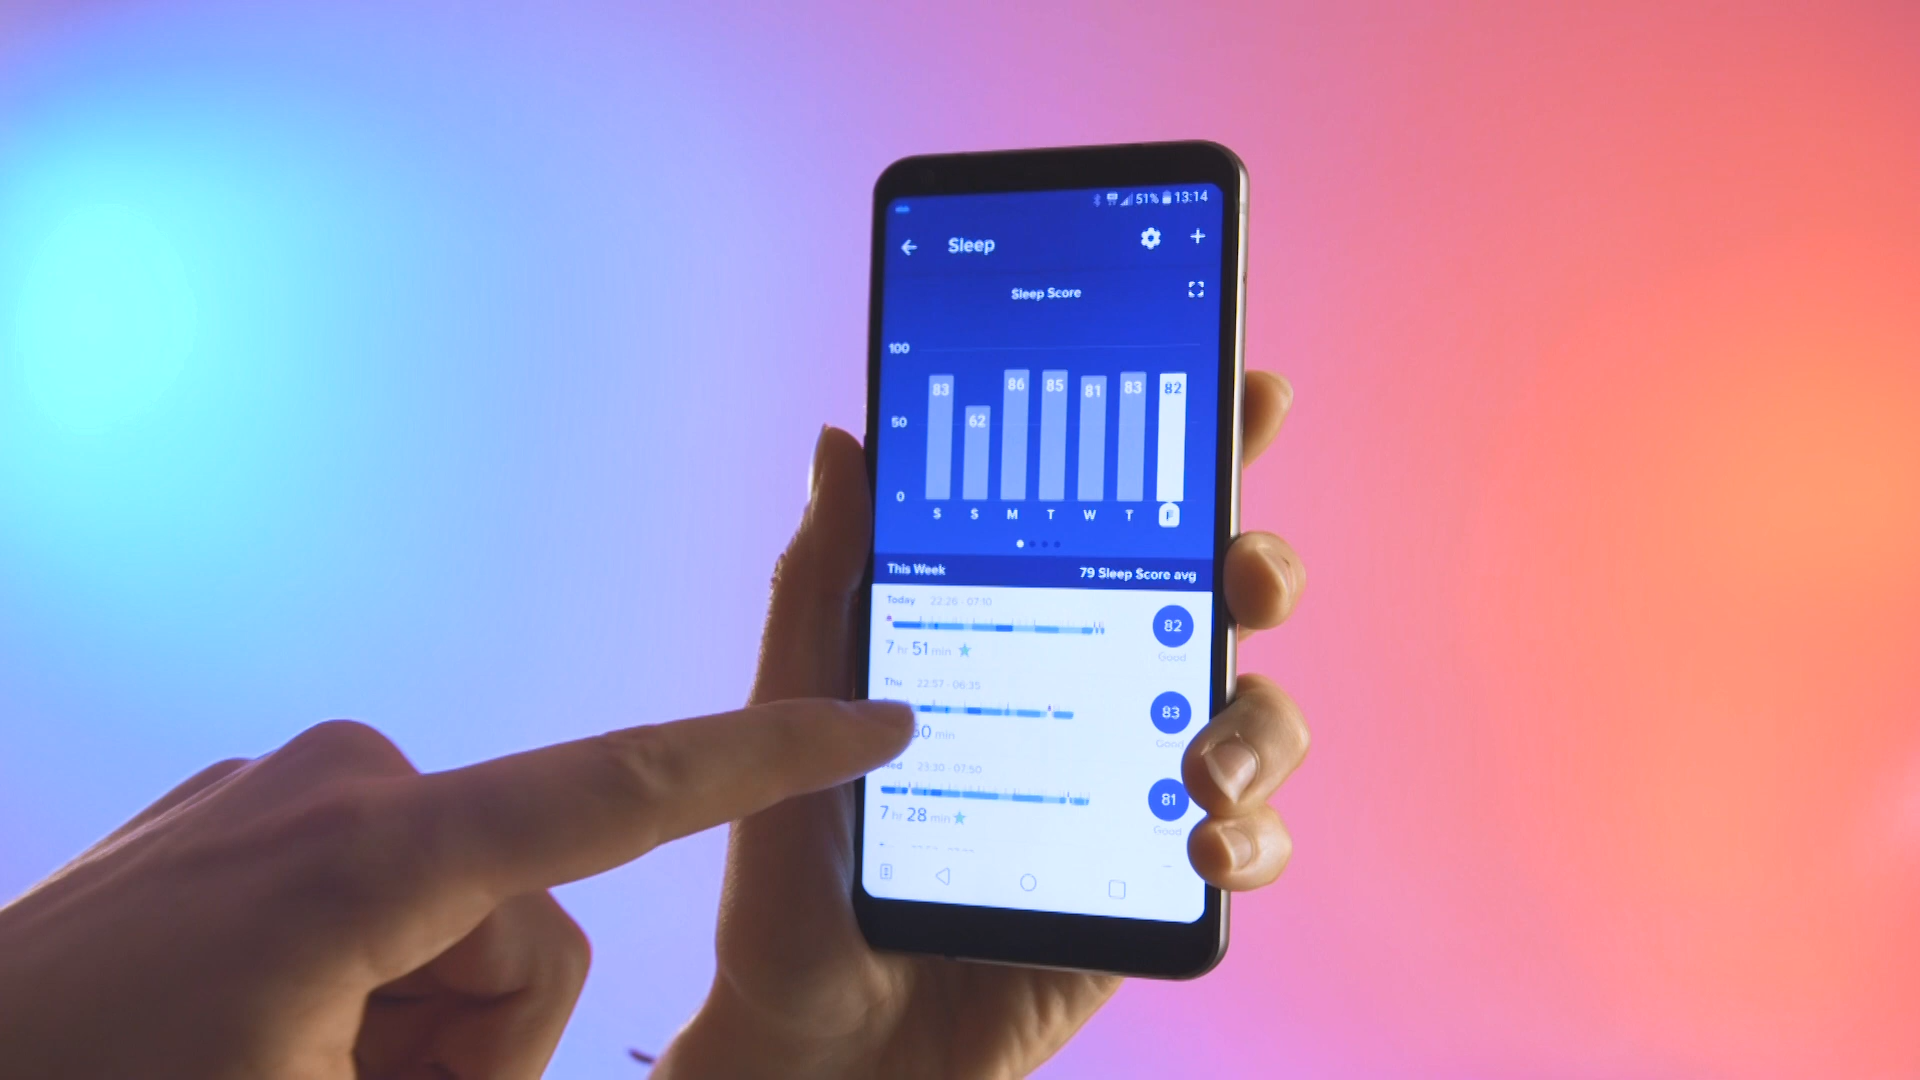 51% 13:14
Sleep
Sleep Score
100
50
0
83 62 86 85 81 83 82
S S M T W T F
This Week 79 Sleep Score avg
Today 22:26 - 07:10
82
7 hr 51 min
Good
Thu 22:57 - 06:35
83
min
Good
23:30 - 07:50
81
7 hr 28 min
Good